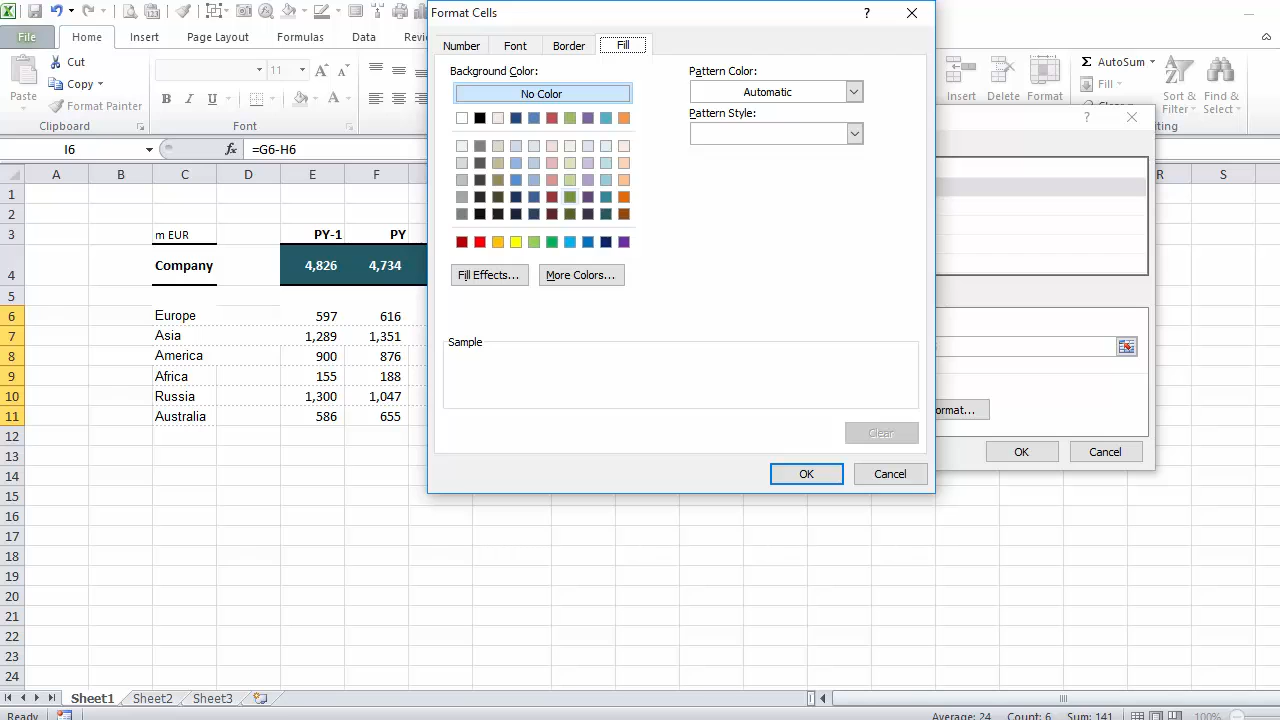 Format Cells
?
File
Home
Insert
Page Layout
Formulas
Data
Number
Font
Border
Fill
Cut
Copy
Format Painter
Paste
Clipboard
11
B I U
A
Font
Background Color:
No Color
Pattern Color:
Automatic
Pattern Style:
Fill Effects...
More Colors...
Sample
Clear
OK
Cancel
Insert
Delete
Format
Σ AutoSum
Fill
Sort &
Filter
Find &
Select
?
OK
Cancel
I6
fx
=G6-H6
A B C D E F R S
1
2
3 m EUR PY-1 PY
4 Company 4,826 4,734
5
6 Europe 597 616
7 Asia 1,289 1,351
8 America 900 876
9 Africa 155 188
10 Russia 1,300 1,047
11 Australia 586 655
12
13
14
15
16
17
18
19
20
21
22
23
24
Sheet1 Sheet2 Sheet3
Ready
Average: 24 Count: 6 Sum: 141
100%